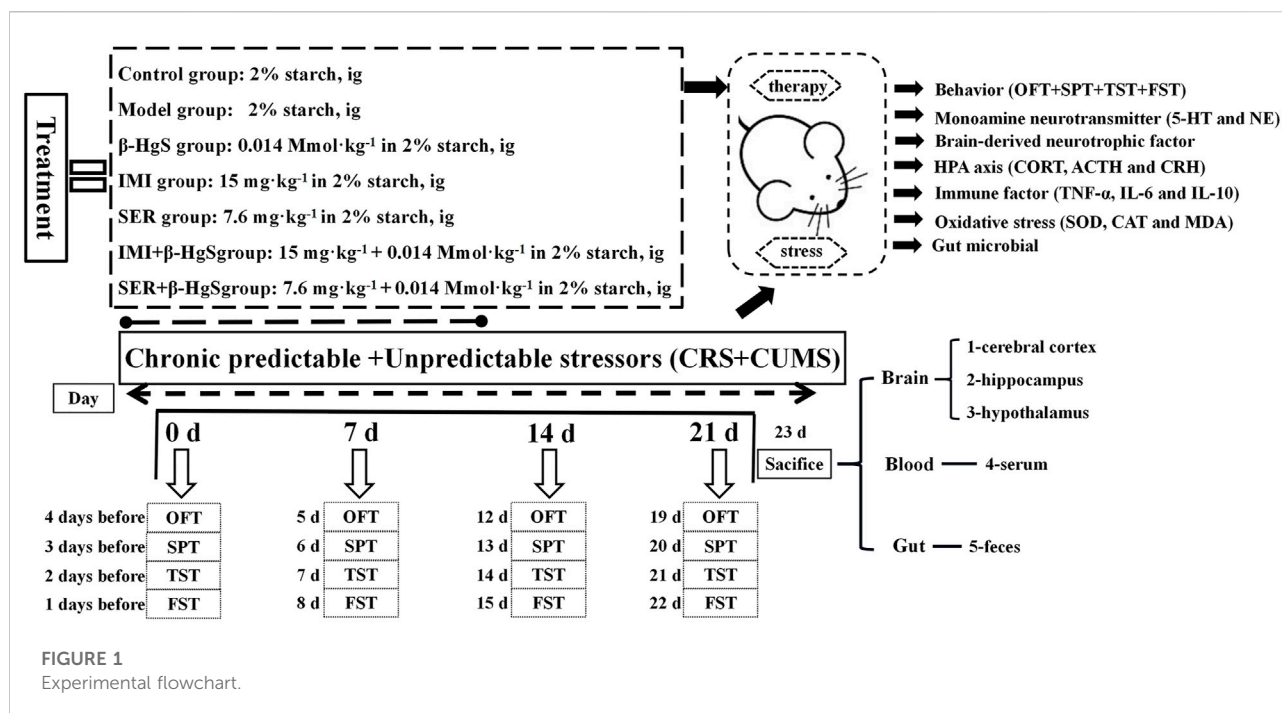 Treatment
Control group: 2% starch, ig
Model group: 2% starch, ig
β-HgS group: 0.014 Mmol·kg⁻¹ in 2% starch, ig
IMI group: 15 mg·kg⁻¹ in 2% starch, ig
SER group: 7.6 mg·kg⁻¹ in 2% starch, ig
IMI+β-HgSgroup: 15 mg·kg⁻¹ + 0.014 Mmol·kg⁻¹ in 2% starch, ig
SER+β-HgSgroup: 7.6 mg·kg⁻¹ + 0.014 Mmol·kg⁻¹ in 2% starch, ig
therapy
stress
Behavior (OFT+SPT+TST+FST)
Monoamine neurotransmitter (5-HT and NE)
Brain-derived neurotrophic factor
HPA axis (CORT, ACTH and CRH)
Immune factor (TNF-α, IL-6 and IL-10)
Oxidative stress (SOD, CAT and MDA)
Gut microbial
Chronic predictable +Unpredictable stressors (CRS+CUMS)
Day
0 d 7 d 14 d 21 d 23 d
Sacifice
4 days before OFT 5 d OFT 12 d OFT 19 d OFT
3 days before SPT 6 d SPT 13 d SPT 20 d SPT
2 days before TST 7 d TST 14 d TST 21 d TST
1 days before FST 8 d FST 15 d FST 22 d FST
Brain
1-cerebral cortex
2-hippocampus
3-hypothalamus
Blood 4-serum
Gut 5-feces
FIGURE 1
Experimental flowchart.